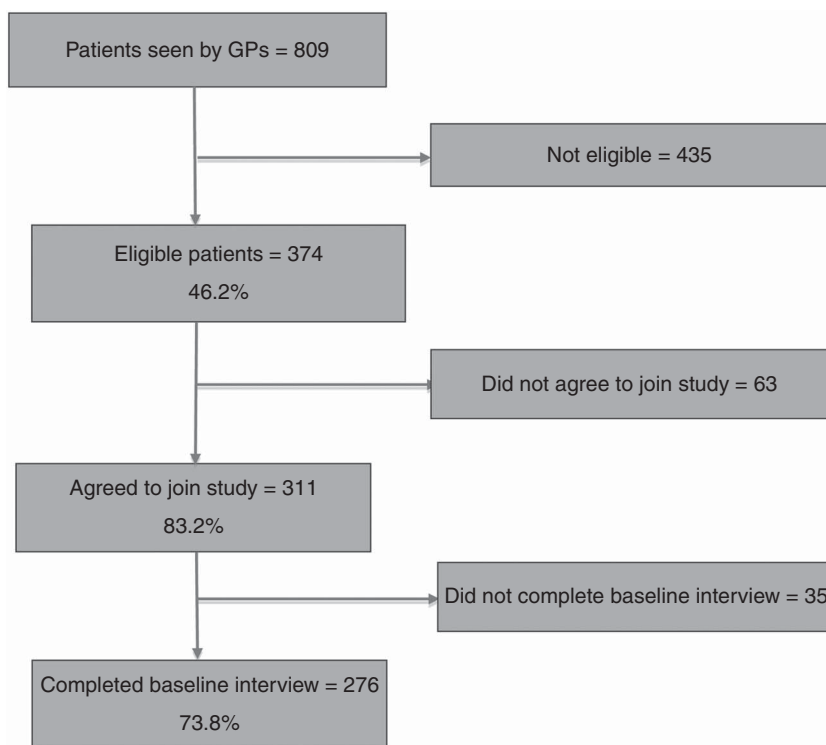 Patients seen by GPs = 809
Not eligible = 435
Eligible patients = 374
46.2%
Did not agree to join study = 63
Agreed to join study = 311
83.2%
Did not complete baseline interview = 35
Completed baseline interview = 276
73.8%